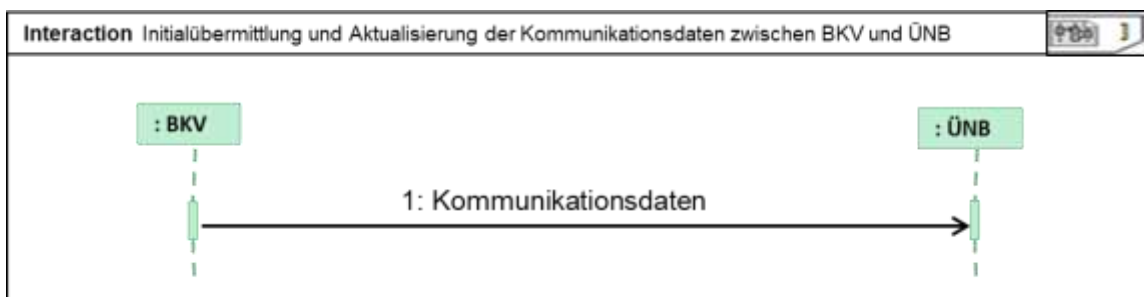 Interaction Initialübermittlung und Aktualisierung der Kommunikationsdaten zwischen BKV und ÜNB
: BKV
: ÜNB
1: Kommunikationsdaten